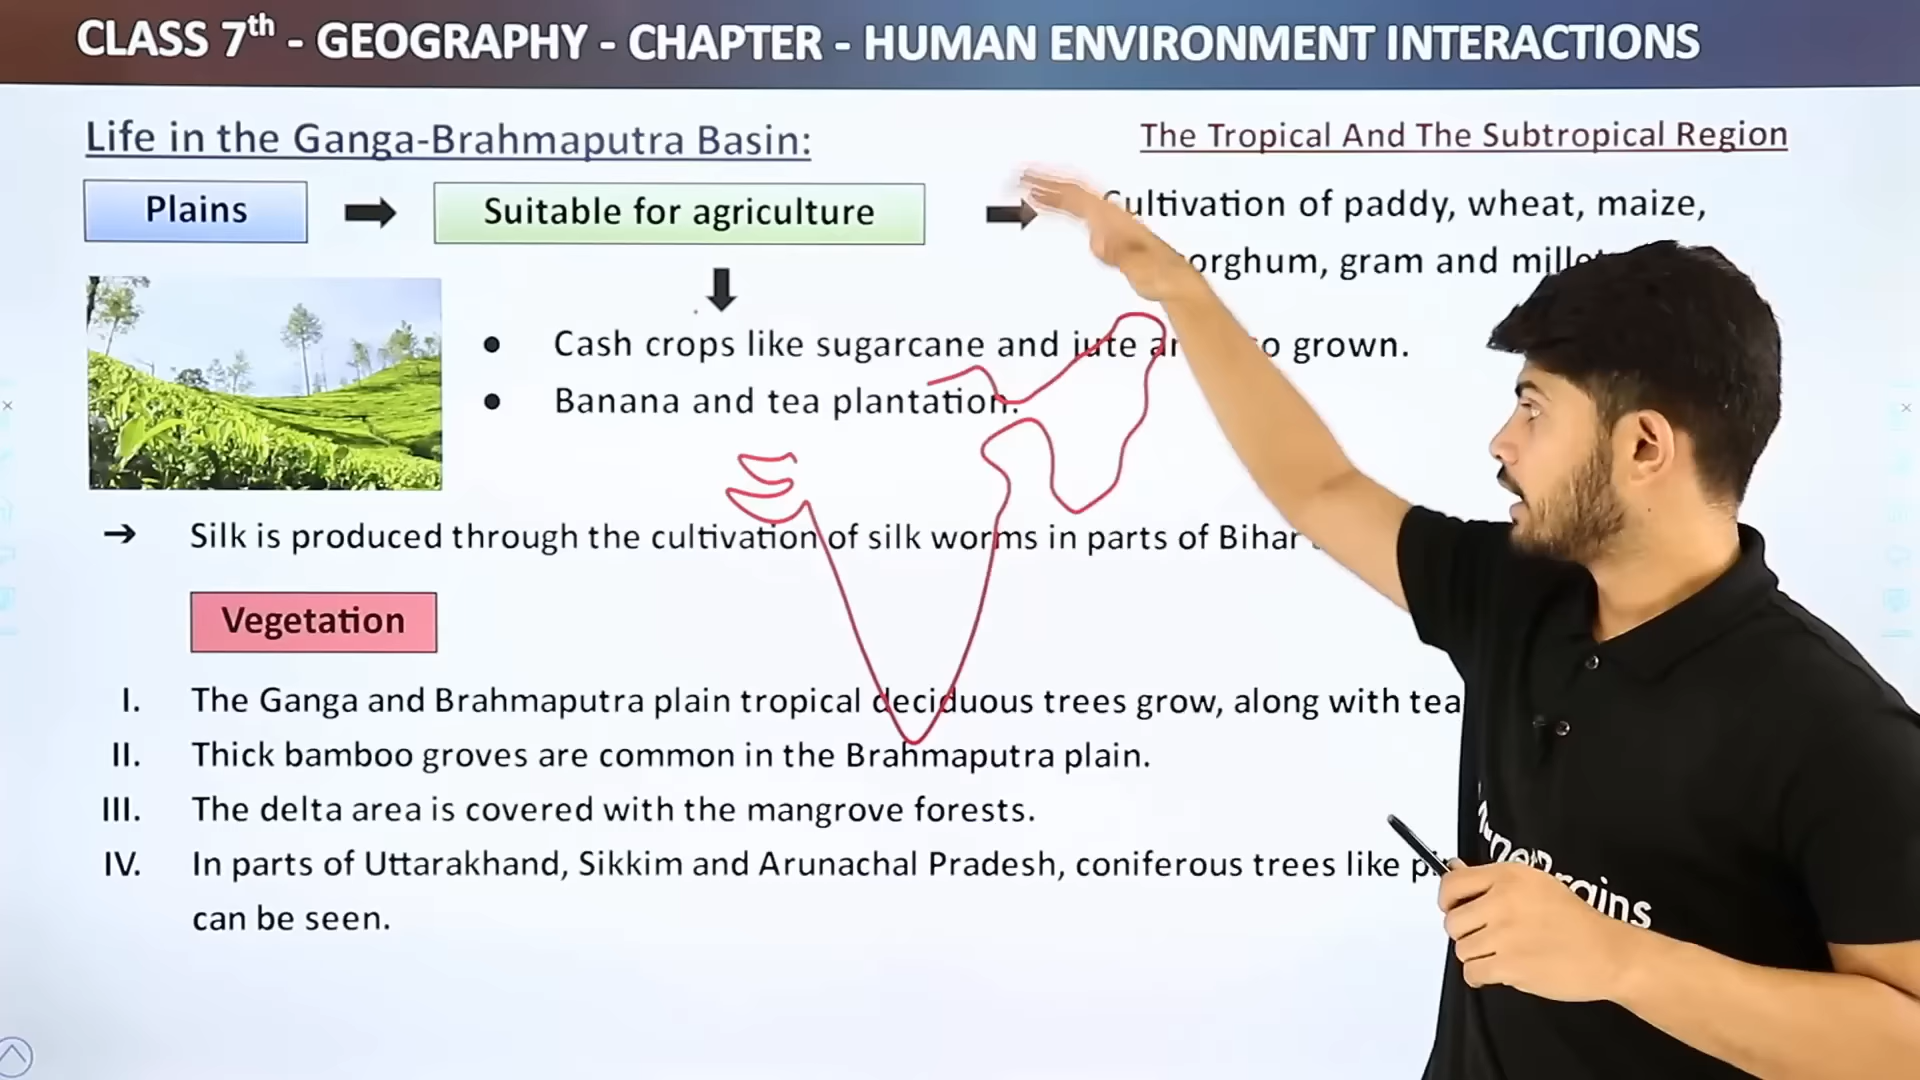 CLASS 7th - GEOGRAPHY - CHAPTER - HUMAN ENVIRONMENT INTERACTIONS
Life in the Ganga-Brahmaputra Basin:
The Tropical And The Subtropical Region
Plains
Suitable for agriculture
Cultivation of paddy, wheat, maize,
gram and
• Cash crops like sugarcane and jute grown.
• Banana and tea plantation.
→ Silk is produced through the cultivation of silk worms in parts of Bihar
Vegetation
I. The Ganga and Brahmaputra plain tropical deciduous trees grow, along with
II. Thick bamboo groves are common in the Brahmaputra plain.
III. The delta area is covered with the mangrove forests.
IV. In parts of Uttarakhand, Sikkim and Arunachal Pradesh, coniferous trees like
can be seen.